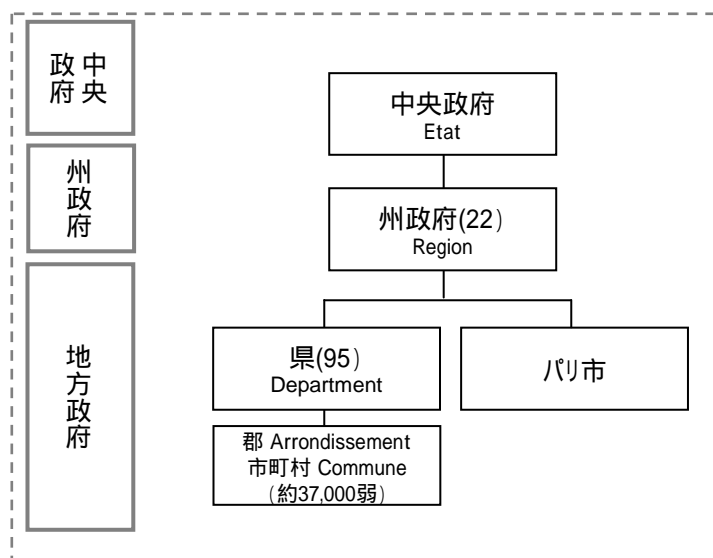 中央
政府
中央政府
Etat
州政府
州政府(22)
Region
地方政府
県(95)
Department
パリ市
郡 Arrondissement
市町村 Commune
(約37,000弱)